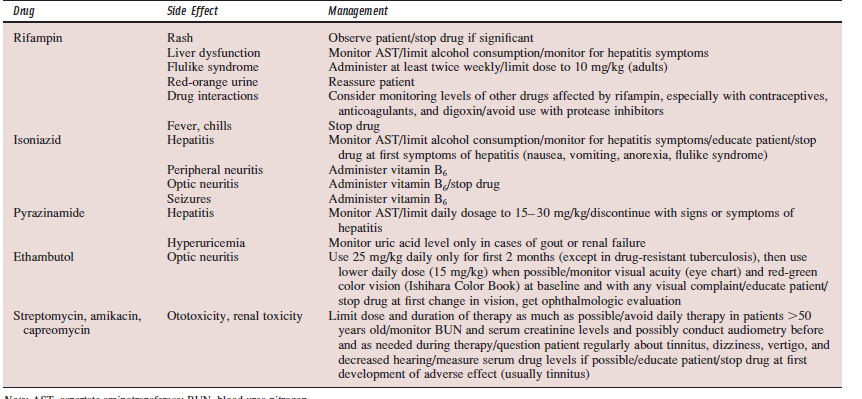 Drug Side Effect Management
Rifampin Rash Observe patient/stop drug if significant
Liver dysfunction Monitor AST/limit alcohol consumption/monitor for hepatitis symptoms
Flulike syndrome Administer at least twice weekly/limit dose to 10 mg/kg (adults)
Red-orange urine Reassure patient
Drug interactions Consider monitoring levels of other drugs affected by rifampin, especially with contraceptives,
anticoagulants, and digoxin/avoid use with protease inhibitors
Fever, chills Stop drug
Isoniazid Hepatitis Monitor AST/limit alcohol consumption/monitor for hepatitis symptoms/educate patient/stop
drug at first symptoms of hepatitis (nausea, vomiting, anorexia, flulike syndrome)
Peripheral neuritis Administer vitamin B6
Optic neuritis Administer vitamin B6/stop drug
Seizures Administer vitamin B6
Pyrazinamide Hepatitis Monitor AST/limit daily dosage to 15–30 mg/kg/discontinue with signs or symptoms of
hepatitis
Hyperuricemia Monitor uric acid level only in cases of gout or renal failure
Ethambutol Optic neuritis Use 25 mg/kg daily only for first 2 months (except in drug-resistant tuberculosis), then use
lower daily dose (15 mg/kg) when possible/monitor visual acuity (eye chart) and red-green
color vision (Ishihara Color Book) at baseline and with any visual complaint/educate patient/
stop drug at first change in vision, get ophthalmologic evaluation
Streptomycin, amikacin, Ototoxicity, renal toxicity Limit dose and duration of therapy as much as possible/avoid daily therapy in patients >50
capreomycin years old/monitor BUN and serum creatinine levels and possibly conduct audiometry before
and as needed during therapy/question patient regularly about tinnitus, dizziness, vertigo, and
decreased hearing/measure serum drug levels if possible/educate patient/stop drug at first
development of adverse effect (usually tinnitus)
Note: AST, aspartate aminotransferase; BUN, blood urea nitrogen